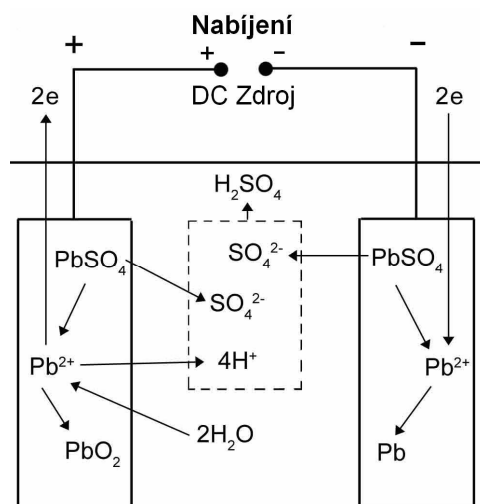 Nabíjení
+ + − −
DC Zdroj
2e 2e
H₂SO₄
PbSO₄ SO₄²⁻ PbSO₄
SO₄²⁻
Pb²⁺ 4H⁺ Pb²⁺
PbO₂ 2H₂O Pb